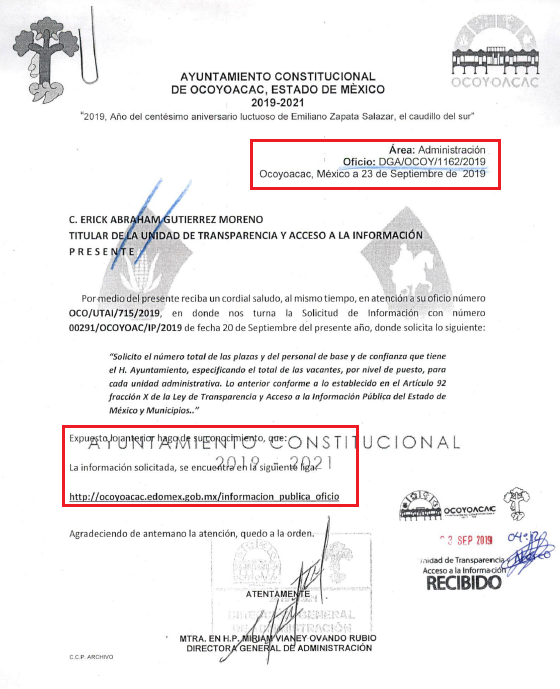 OCOYOACAC
AYUNTAMIENTO CONSTITUCIONAL
DE OCOYOACAC, ESTADO DE MÉXICO
2019-2021
"2019, Año del centésimo aniversario luctuoso de Emiliano Zapata Salazar, el caudillo del sur"
Área: Administración
Oficio: DGA/OCOY/1162/2019
Ocoyoacac, México a 23 de Septiembre de 2019
C. ERICK ABRAHAM GUTIERREZ MORENO
TITULAR DE LA UNIDAD DE TRANSPARENCIA Y ACCESO A LA INFORMACIÓN
P R E S E N T E
Por medio del presente reciba un cordial saludo, al mismo tiempo, en atención a su oficio número
OCO/UTAI/715/2019, en donde nos turna la Solicitud de Información con número
00291/OCOYOAC/IP/2019 de fecha 20 de Septiembre del presente año, donde solicita lo siguiente:
"Solicito el número total de las plazas y del personal de base y de confianza que tiene
el H. Ayuntamiento, especificando el total de las vacantes, por nivel de puesto, para
cada unidad administrativa. Lo anterior conforme a lo establecido en el Artículo 92
fracción X de la Ley de Transparencia y Acceso a la Información Pública del Estado de
México y Municipios.."
Expuesto lo anterior hago de su conocimiento, que:
AYUNTAMIENTO CONSTITUCIONAL
2019 - 2021
La información solicitada, se encuentra en la siguiente liga:
http://ocoyoacac.edomex.gob.mx/informacion_publica_oficio
OCOYOACAC
Agradeciendo de antemano la atención, quedo a la orden.
3 SEP 2019
Unidad de Transparencia y
Acceso a la Información
RECIBIDO
ATENTAMENTE
DIRECCIÓN GENERAL
DE ADMINISTRACIÓN
MTRA. EN H.P. MIRIAM VIANEY OVANDO RUBIO
DIRECTORA GENERAL DE ADMINISTRACIÓN
C.C.P. ARCHIVO